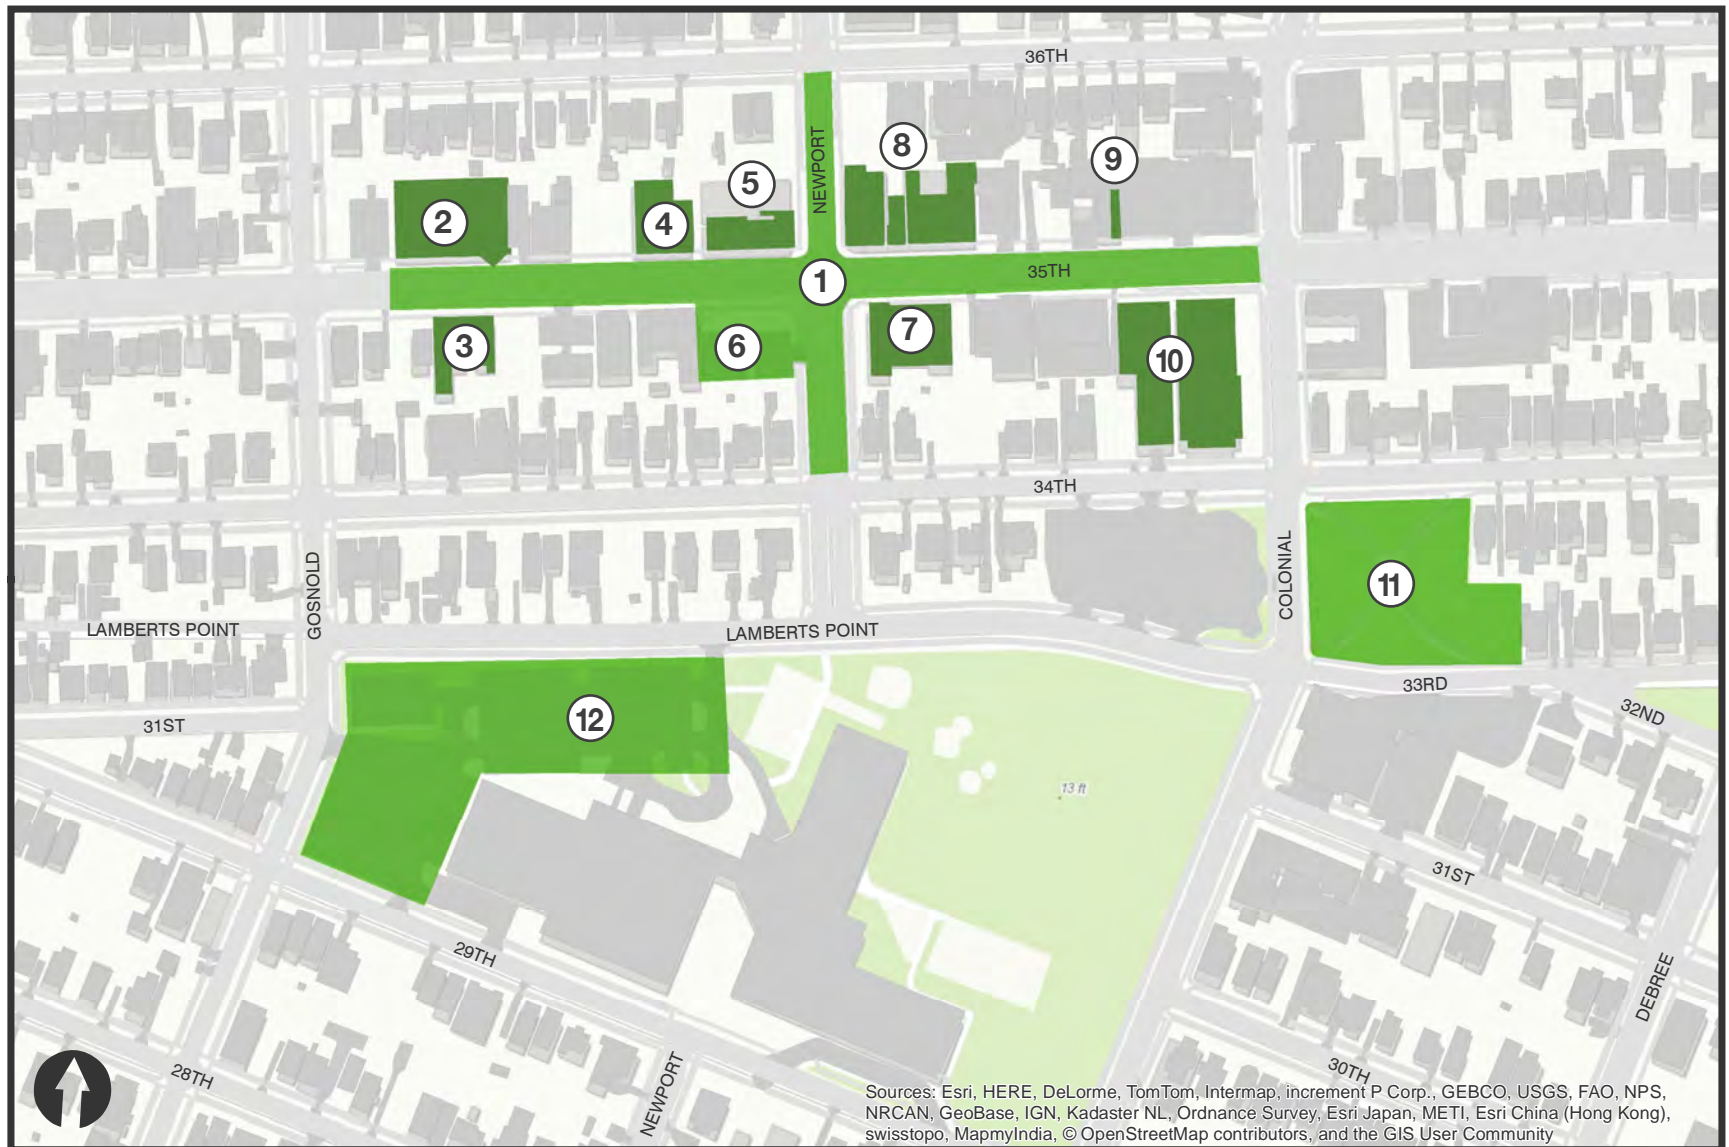 36TH
NEWPORT
8
9
5
2
4
35TH
1
7
3
6
10
34TH
GOSNOLD
COLONIAL
11
LAMBERTS POINT
LAMBERTS POINT
33RD
32ND
12
31ST
13 ft
31ST
29TH
DEBREE
28TH
NEWPORT
30TH
Sources: Esri, HERE, DeLorme, TomTom, Intermap, increment P Corp., GEBCO, USGS, FAO, NPS,
NRCAN, GeoBase, IGN, Kadaster NL, Ordnance Survey, Esri Japan, METI, Esri China (Hong Kong),
swisstopo, MapmyIndia, © OpenStreetMap contributors, and the GIS User Community